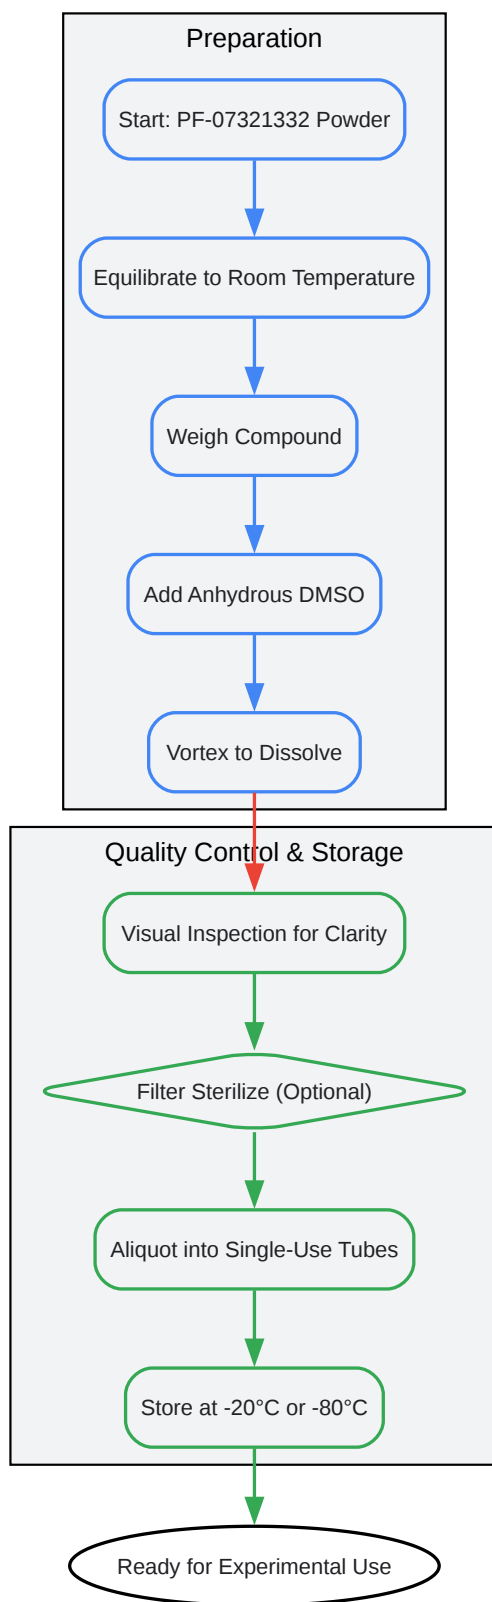 Preparation
Start: PF-07321332 Powder
Equilibrate to Room Temperature
Weigh Compound
Add Anhydrous DMSO
Vortex to Dissolve
Quality Control & Storage
Visual Inspection for Clarity
Filter Sterilize (Optional)
Aliquot into Single-Use Tubes
Store at -20°C or -80°C
Ready for Experimental Use